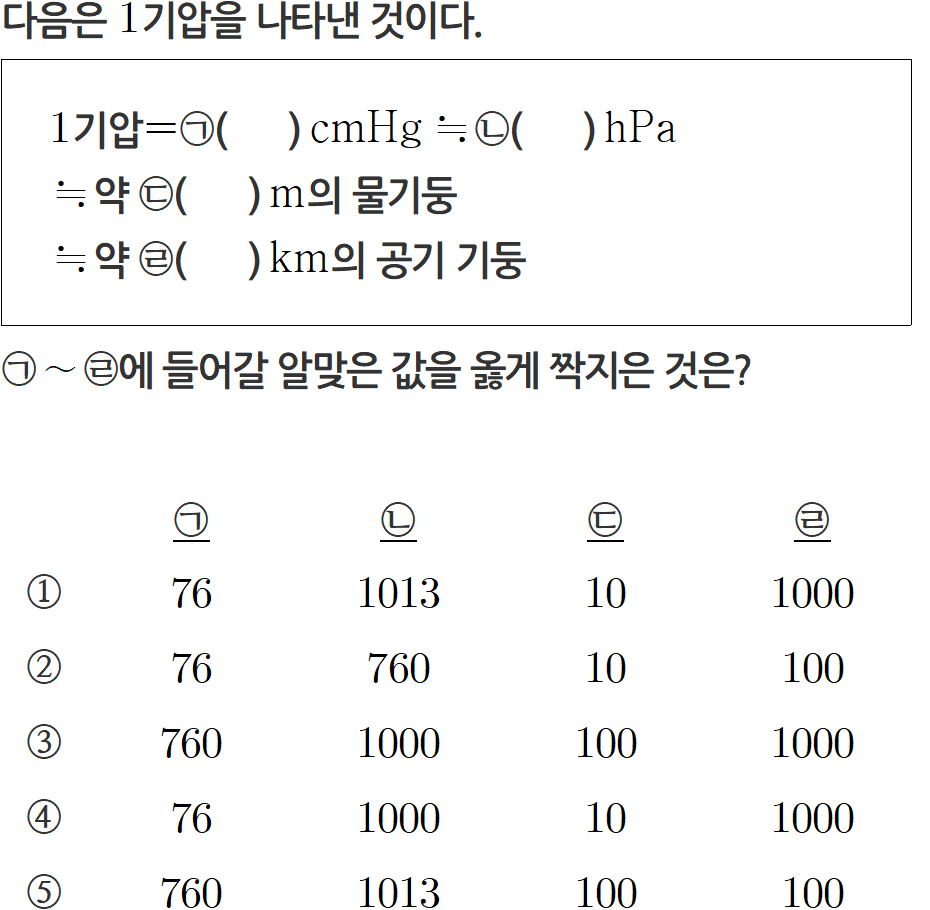 다음은 1기압을 나타낸 것이다.
1기압=㉠(　　) cmHg ≒ ㉡(　　) hPa
≒ 약 ㉢(　　) m의 물기둥
≒ 약 ㉣(　　) km의 공기 기둥
㉠ ~ ㉣에 들어갈 알맞은 값을 옳게 짝지은 것은?
㉠ ㉡ ㉢ ㉣
① 76 1013 10 1000
② 76 760 10 100
③ 760 1000 100 1000
④ 76 1000 10 1000
⑤ 760 1013 100 100